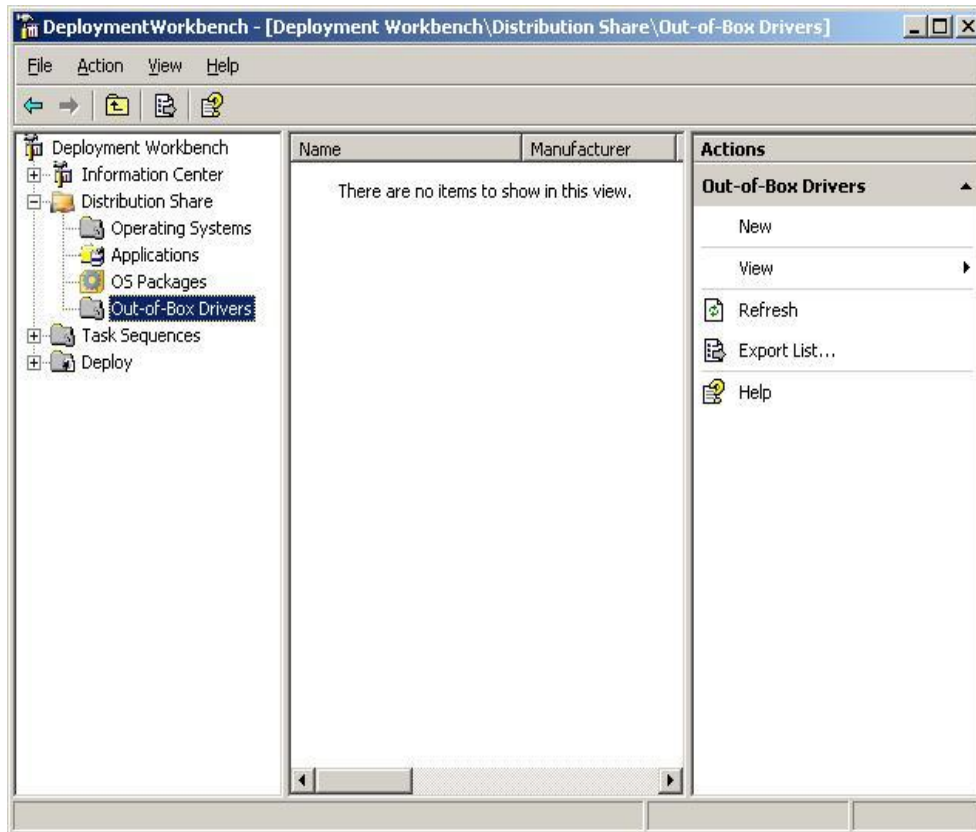 DeploymentWorkbench - [Deployment Workbench\Distribution Share\Out-of-Box Drivers]
File Action View Help
Deployment Workbench
Information Center
Distribution Share
Operating Systems
Applications
OS Packages
Out-of-Box Drivers
Task Sequences
Deploy
Name Manufacturer
There are no items to show in this view.
Actions
Out-of-Box Drivers
New
View
Refresh
Export List...
Help